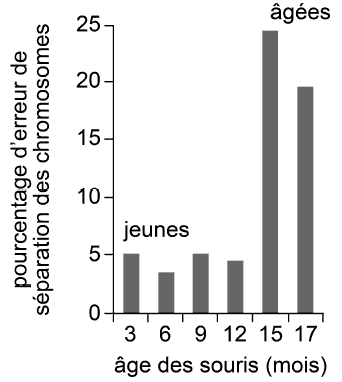 âgées
25
20
15
10
5
0
pourcentage d'erreur de
séparation des chromosomes
jeunes
3 6 9 12 15 17
âge des souris (mois)